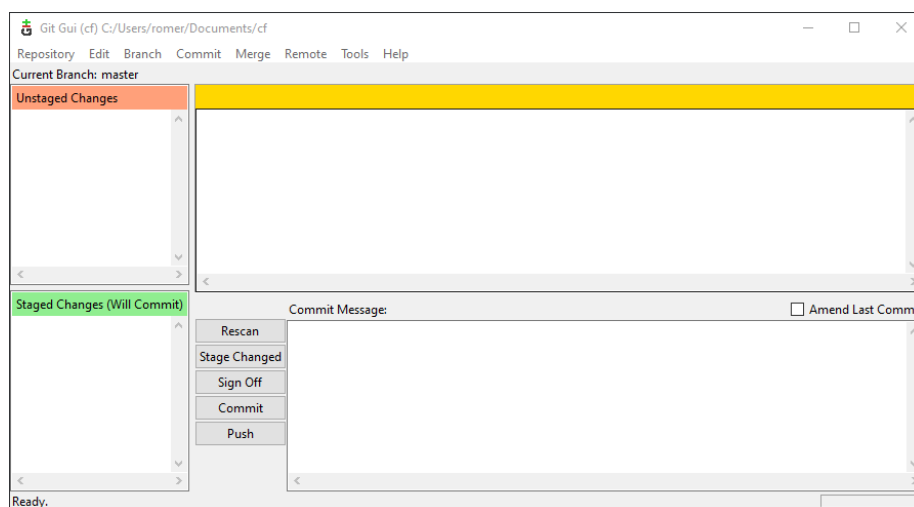 Git Gui (cf) C:/Users/romer/Documents/cf
Repository Edit Branch Commit Merge Remote Tools Help
Current Branch: master
Unstaged Changes
Staged Changes (Will Commit)
Commit Message:
Amend Last Comm
Rescan
Stage Changed
Sign Off
Commit
Push
Ready.